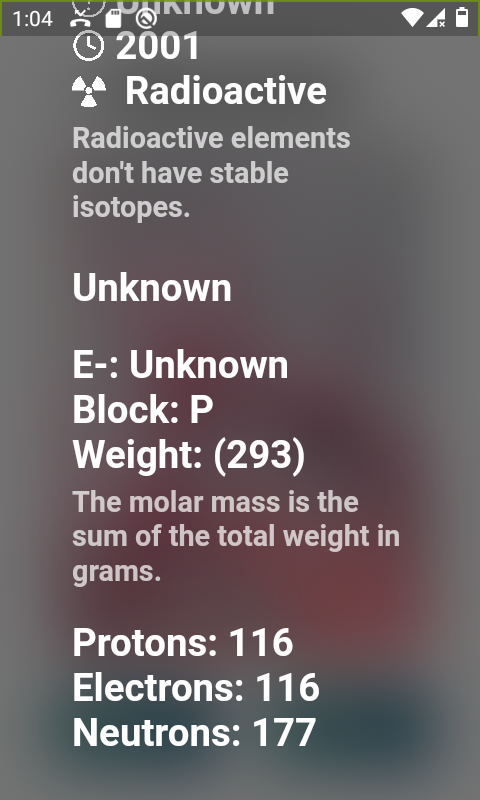 Unknown
1:04
2001
Radioactive
Radioactive elements
don't have stable
isotopes.
Unknown
E-: Unknown
Block: P
Weight: (293)
The molar mass is the
sum of the total weight in
grams.
Protons: 116
Electrons: 116
Neutrons: 177